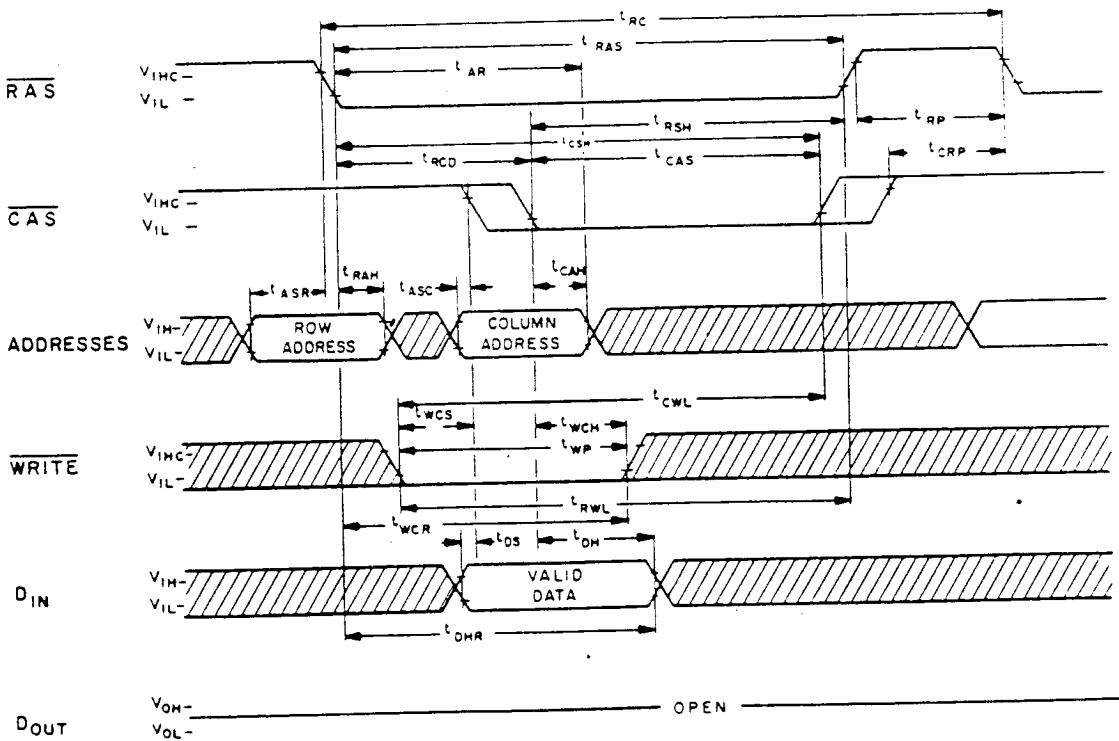 tRC
tRAS
tAR
RAS
VIHC-
VIL-
tRSH
tRP
tCSH
tRCD
tCAS
tCRP
CAS
VIHC-
VIL-
tASR
tRAH
tASC
tCAH
ADDRESSES
VIH-
VIL-
ROW
ADDRESS
COLUMN
ADDRESS
tCWL
tWCS
tWCH
tWP
WRITE
VIHC-
VIL-
tRWL
tWCR
tDS
tDH
DIN
VIH-
VIL-
VALID
DATA
tDHR
DOUT
VOH-
VOL-
OPEN